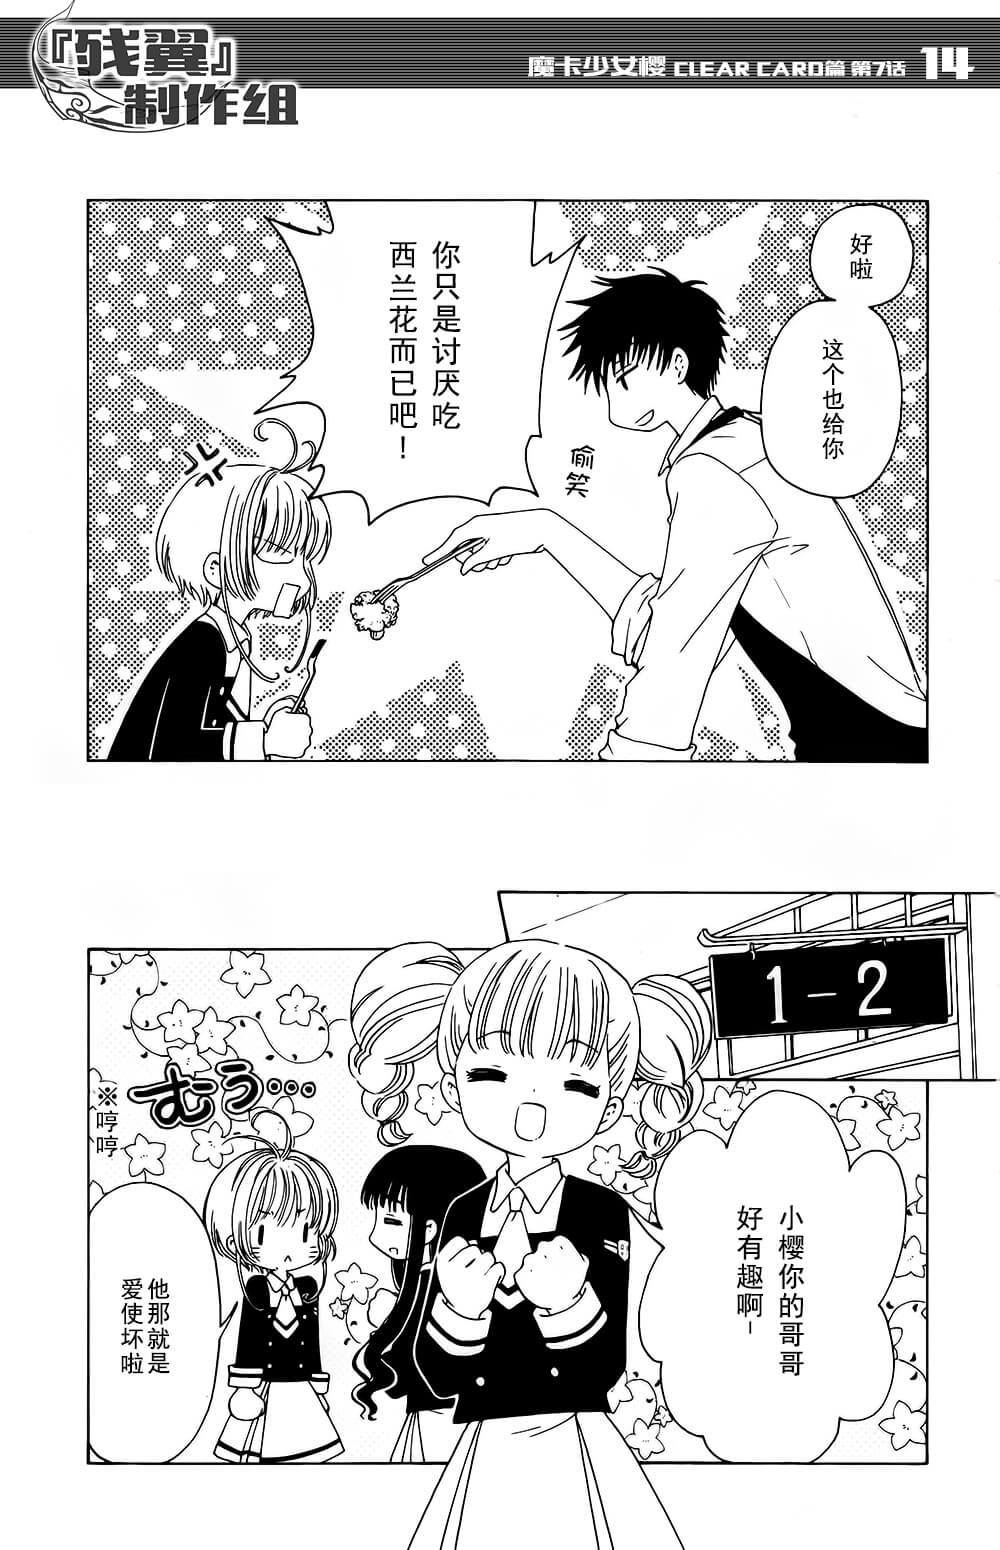 『残翼』
制作组
魔卡少女樱 CLEAR CARD篇 第7话 14
好
啦
这个也给你
你只是讨厌吃
西兰花而已吧！
偷笑
1-2
小樱你的哥哥
好有趣啊~
むぅ…
※哼哼
他那就是
爱使坏啦